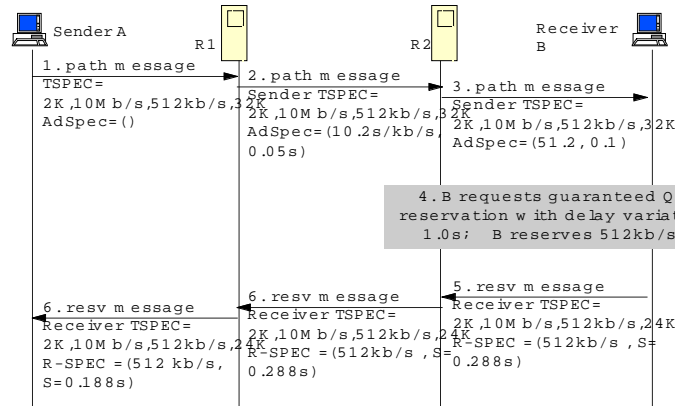 Sender A
R1
R2
Receiver
B
1. path message
TSPEC=
2K,10Mb/s,512kb/s,32K
AdSpec=()
2. path message
Sender TSPEC=
2K,10Mb/s,512kb/s,32K
AdSpec=(10.2s/kb/s,
0.05s)
3. path message
Sender TSPEC=
2K,10Mb/s,512kb/s,32K
AdSpec=(51.2, 0.1)
4. B requests guaranteed Q
reservation with delay variat
1.0s; B reserves 512kb/s
5. resv message
Receiver TSPEC=
2K,10Mb/s,512kb/s,24K
R-SPEC =(512kb/s , S=
0.288s)
6. resv message
Receiver TSPEC=
2K,10Mb/s,512kb/s,24K
R-SPEC =(512kb/s , S=
0.288s)
6. resv message
Receiver TSPEC=
2K,10Mb/s,512kb/s,24K
R-SPEC =(512 kb/s,
S=0.188s)